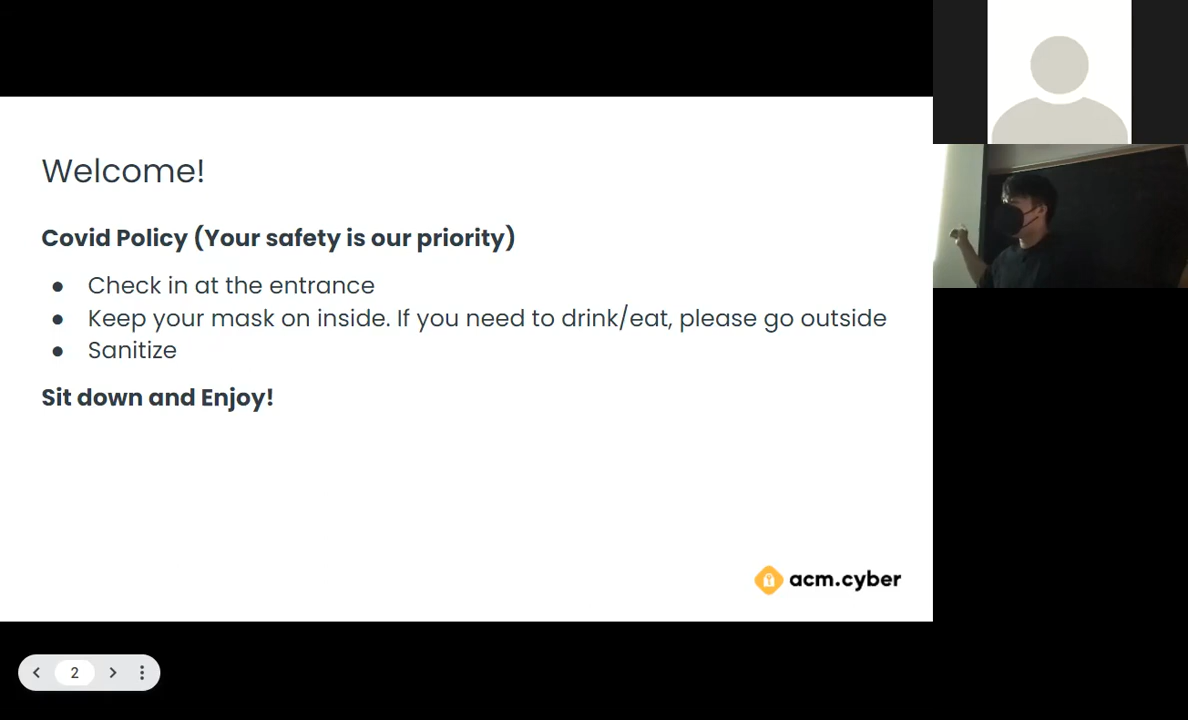 Welcome!
Covid Policy (Your safety is our priority)
● Check in at the entrance
● Keep your mask on inside. If you need to drink/eat, please go outside
● Sanitize
Sit down and Enjoy!
acm.cyber
2